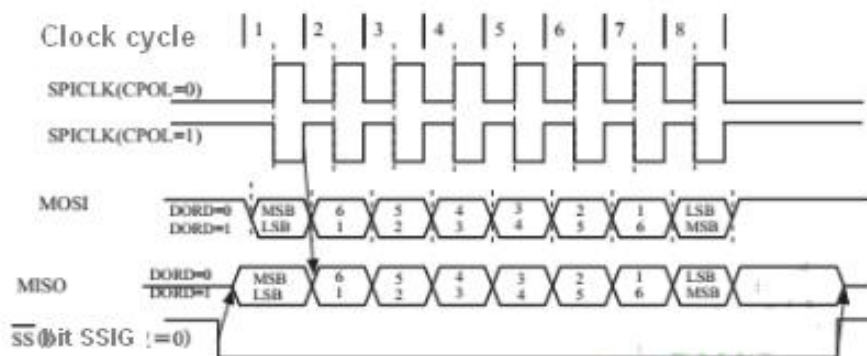 Clock cycle 1 2 3 4 5 6 7 8
SPICLK(CPOL=0)
SPICLK(CPOL=1)
MOSI DORD=0 MSB 6 5 4 3 2 1 LSB
DORD=1 LSB 1 2 3 4 5 6 MSB
MISO DORD=0 MSB 6 5 4 3 2 1 LSB
DORD=1 LSB 1 2 3 4 5 6 MSB
SS bit SSIG =0)